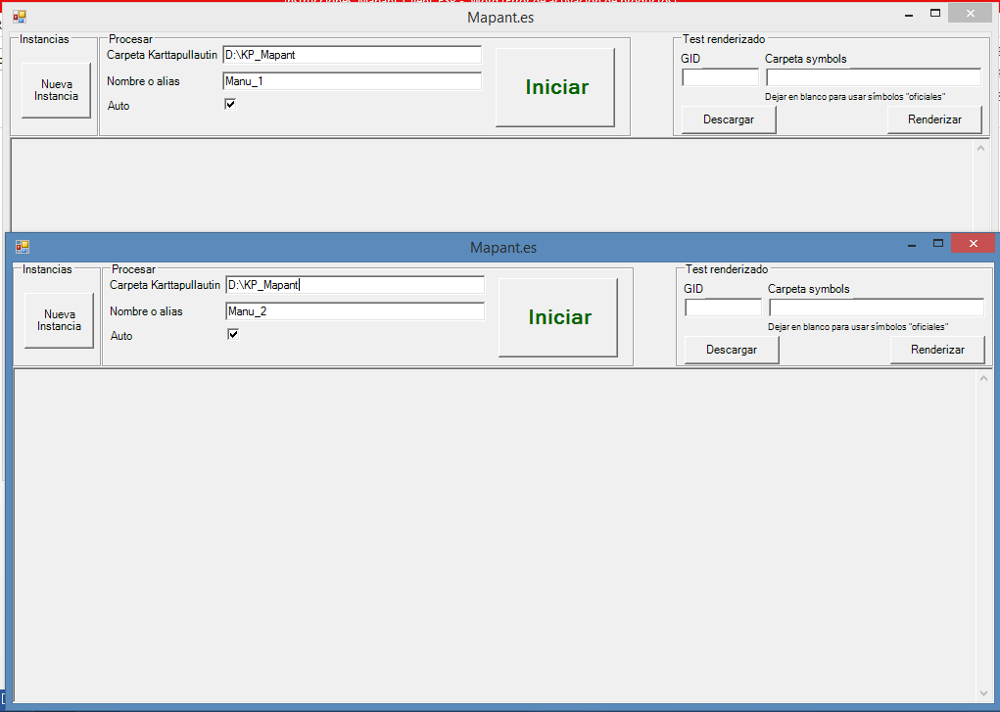 Mapant.es
Instancias
Nueva
Instancia
Procesar
Carpeta Karttapullautin D:\KP_Mapant
Nombre o alias Manu_1
Auto
Iniciar
Test renderizado
GID Carpeta symbols
Dejar en blanco para usar símbolos "oficiales"
Descargar Renderizar
Mapant.es
Instancias
Nueva
Instancia
Procesar
Carpeta Karttapullautin D:\KP_Mapant
Nombre o alias Manu_2
Auto
Iniciar
Test renderizado
GID Carpeta symbols
Dejar en blanco para usar símbolos "oficiales"
Descargar Renderizar